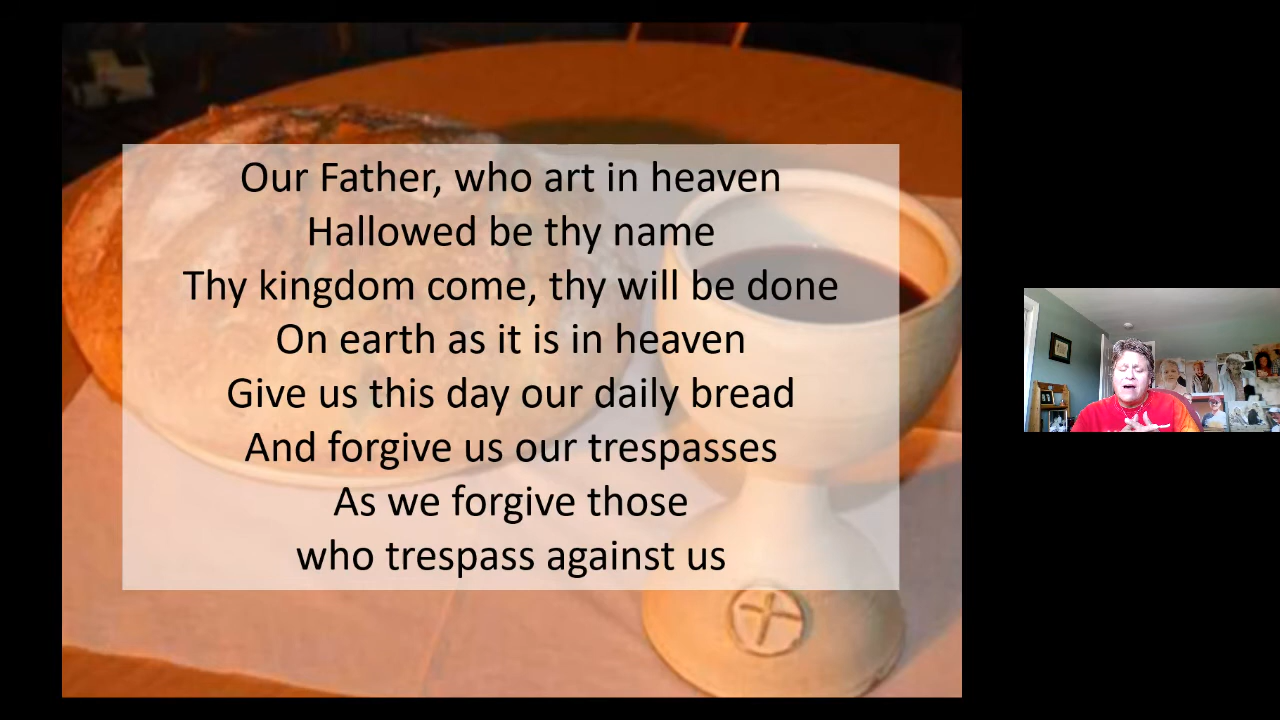 Our Father, who art in heaven
Hallowed be thy name
Thy kingdom come, thy will be done
On earth as it is in heaven
Give us this day our daily bread
And forgive us our trespasses
As we forgive those
who trespass against us